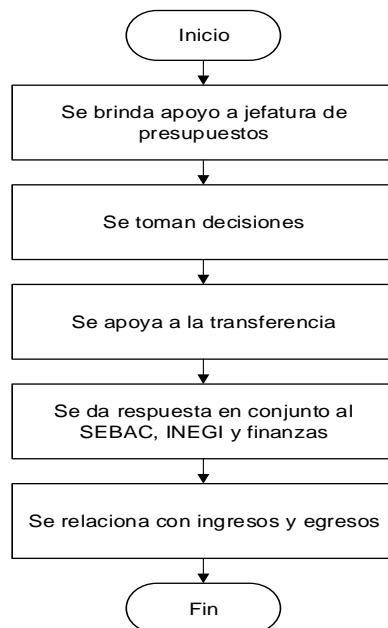 Inicio
Se brinda apoyo a jefatura de
presupuestos
Se toman decisiones
Se apoya a la transferencia
Se da respuesta en conjunto al
SEBAC, INEGI y finanzas
Se relaciona con ingresos y egresos
Fin